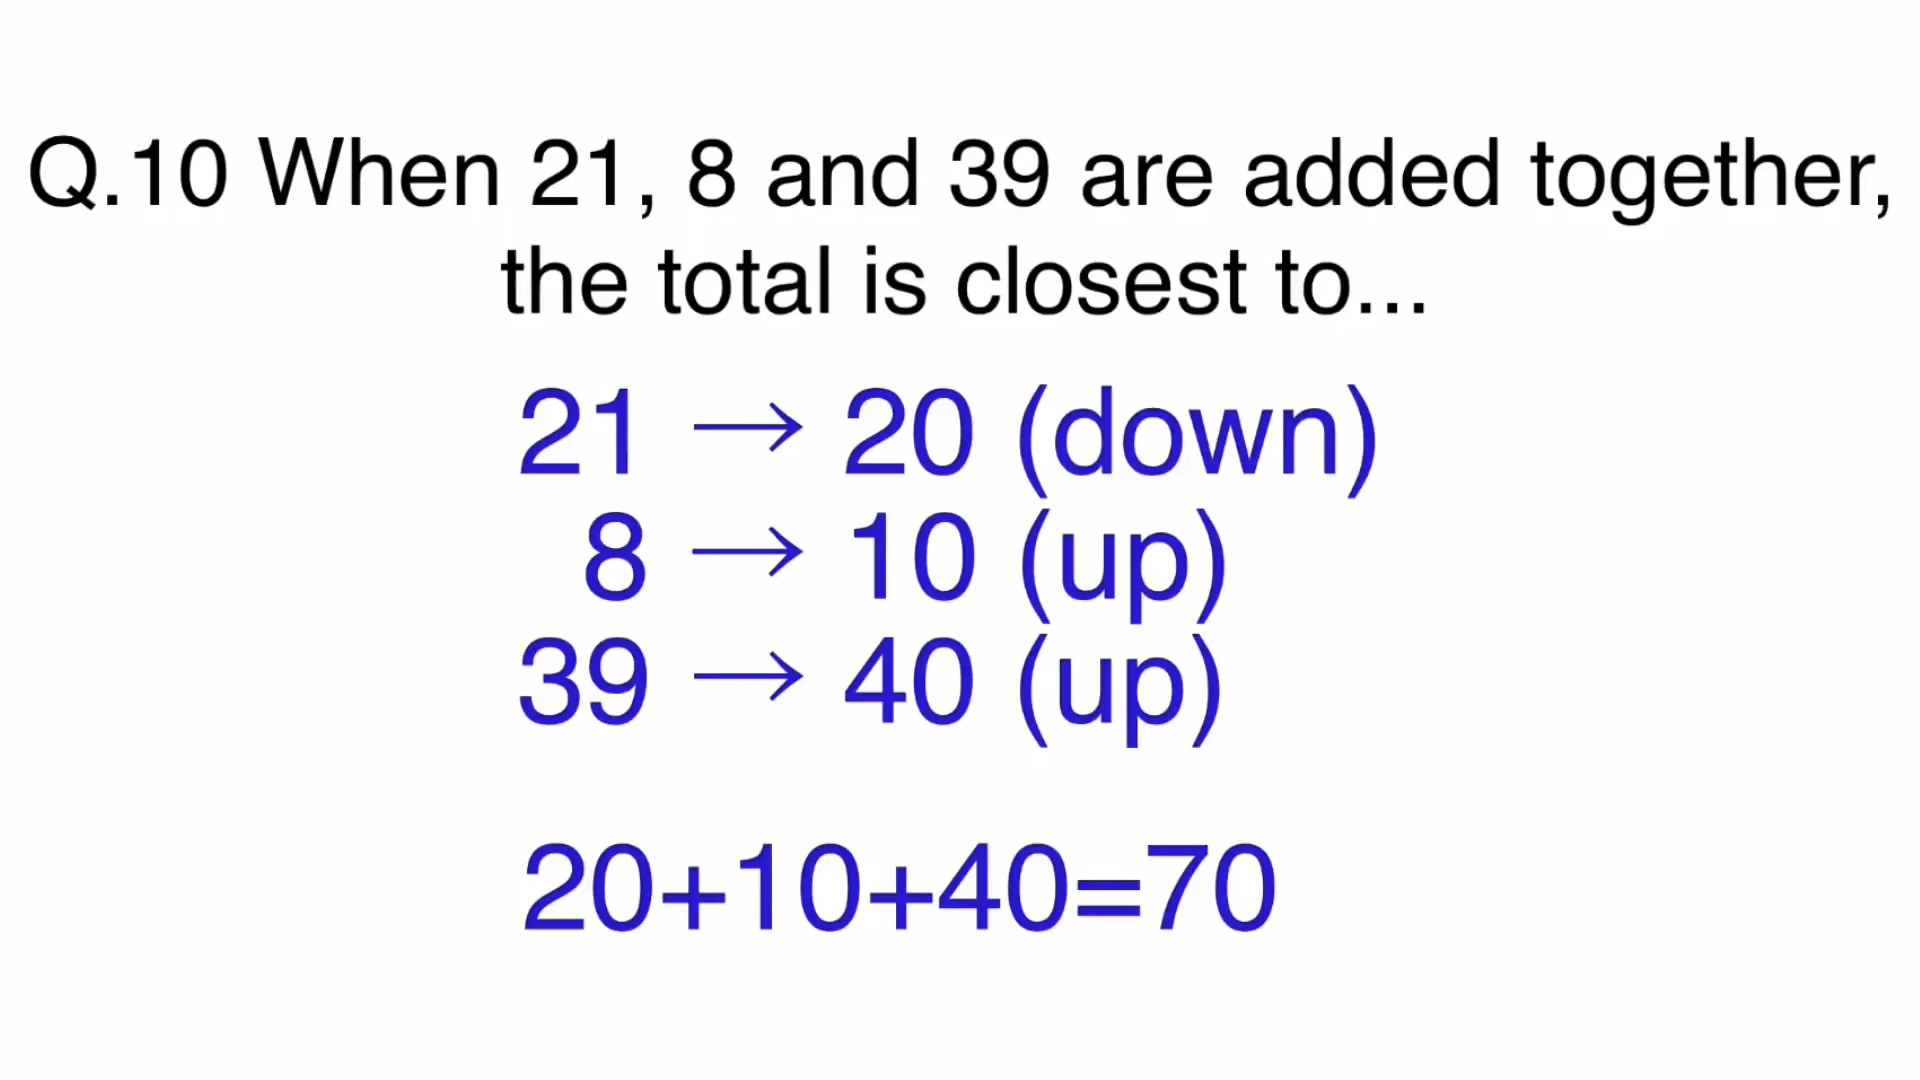 Q.10 When 21, 8 and 39 are added together,
the total is closest to...
21 → 20 (down)
8 → 10 (up)
39 → 40 (up)
20+10+40=70